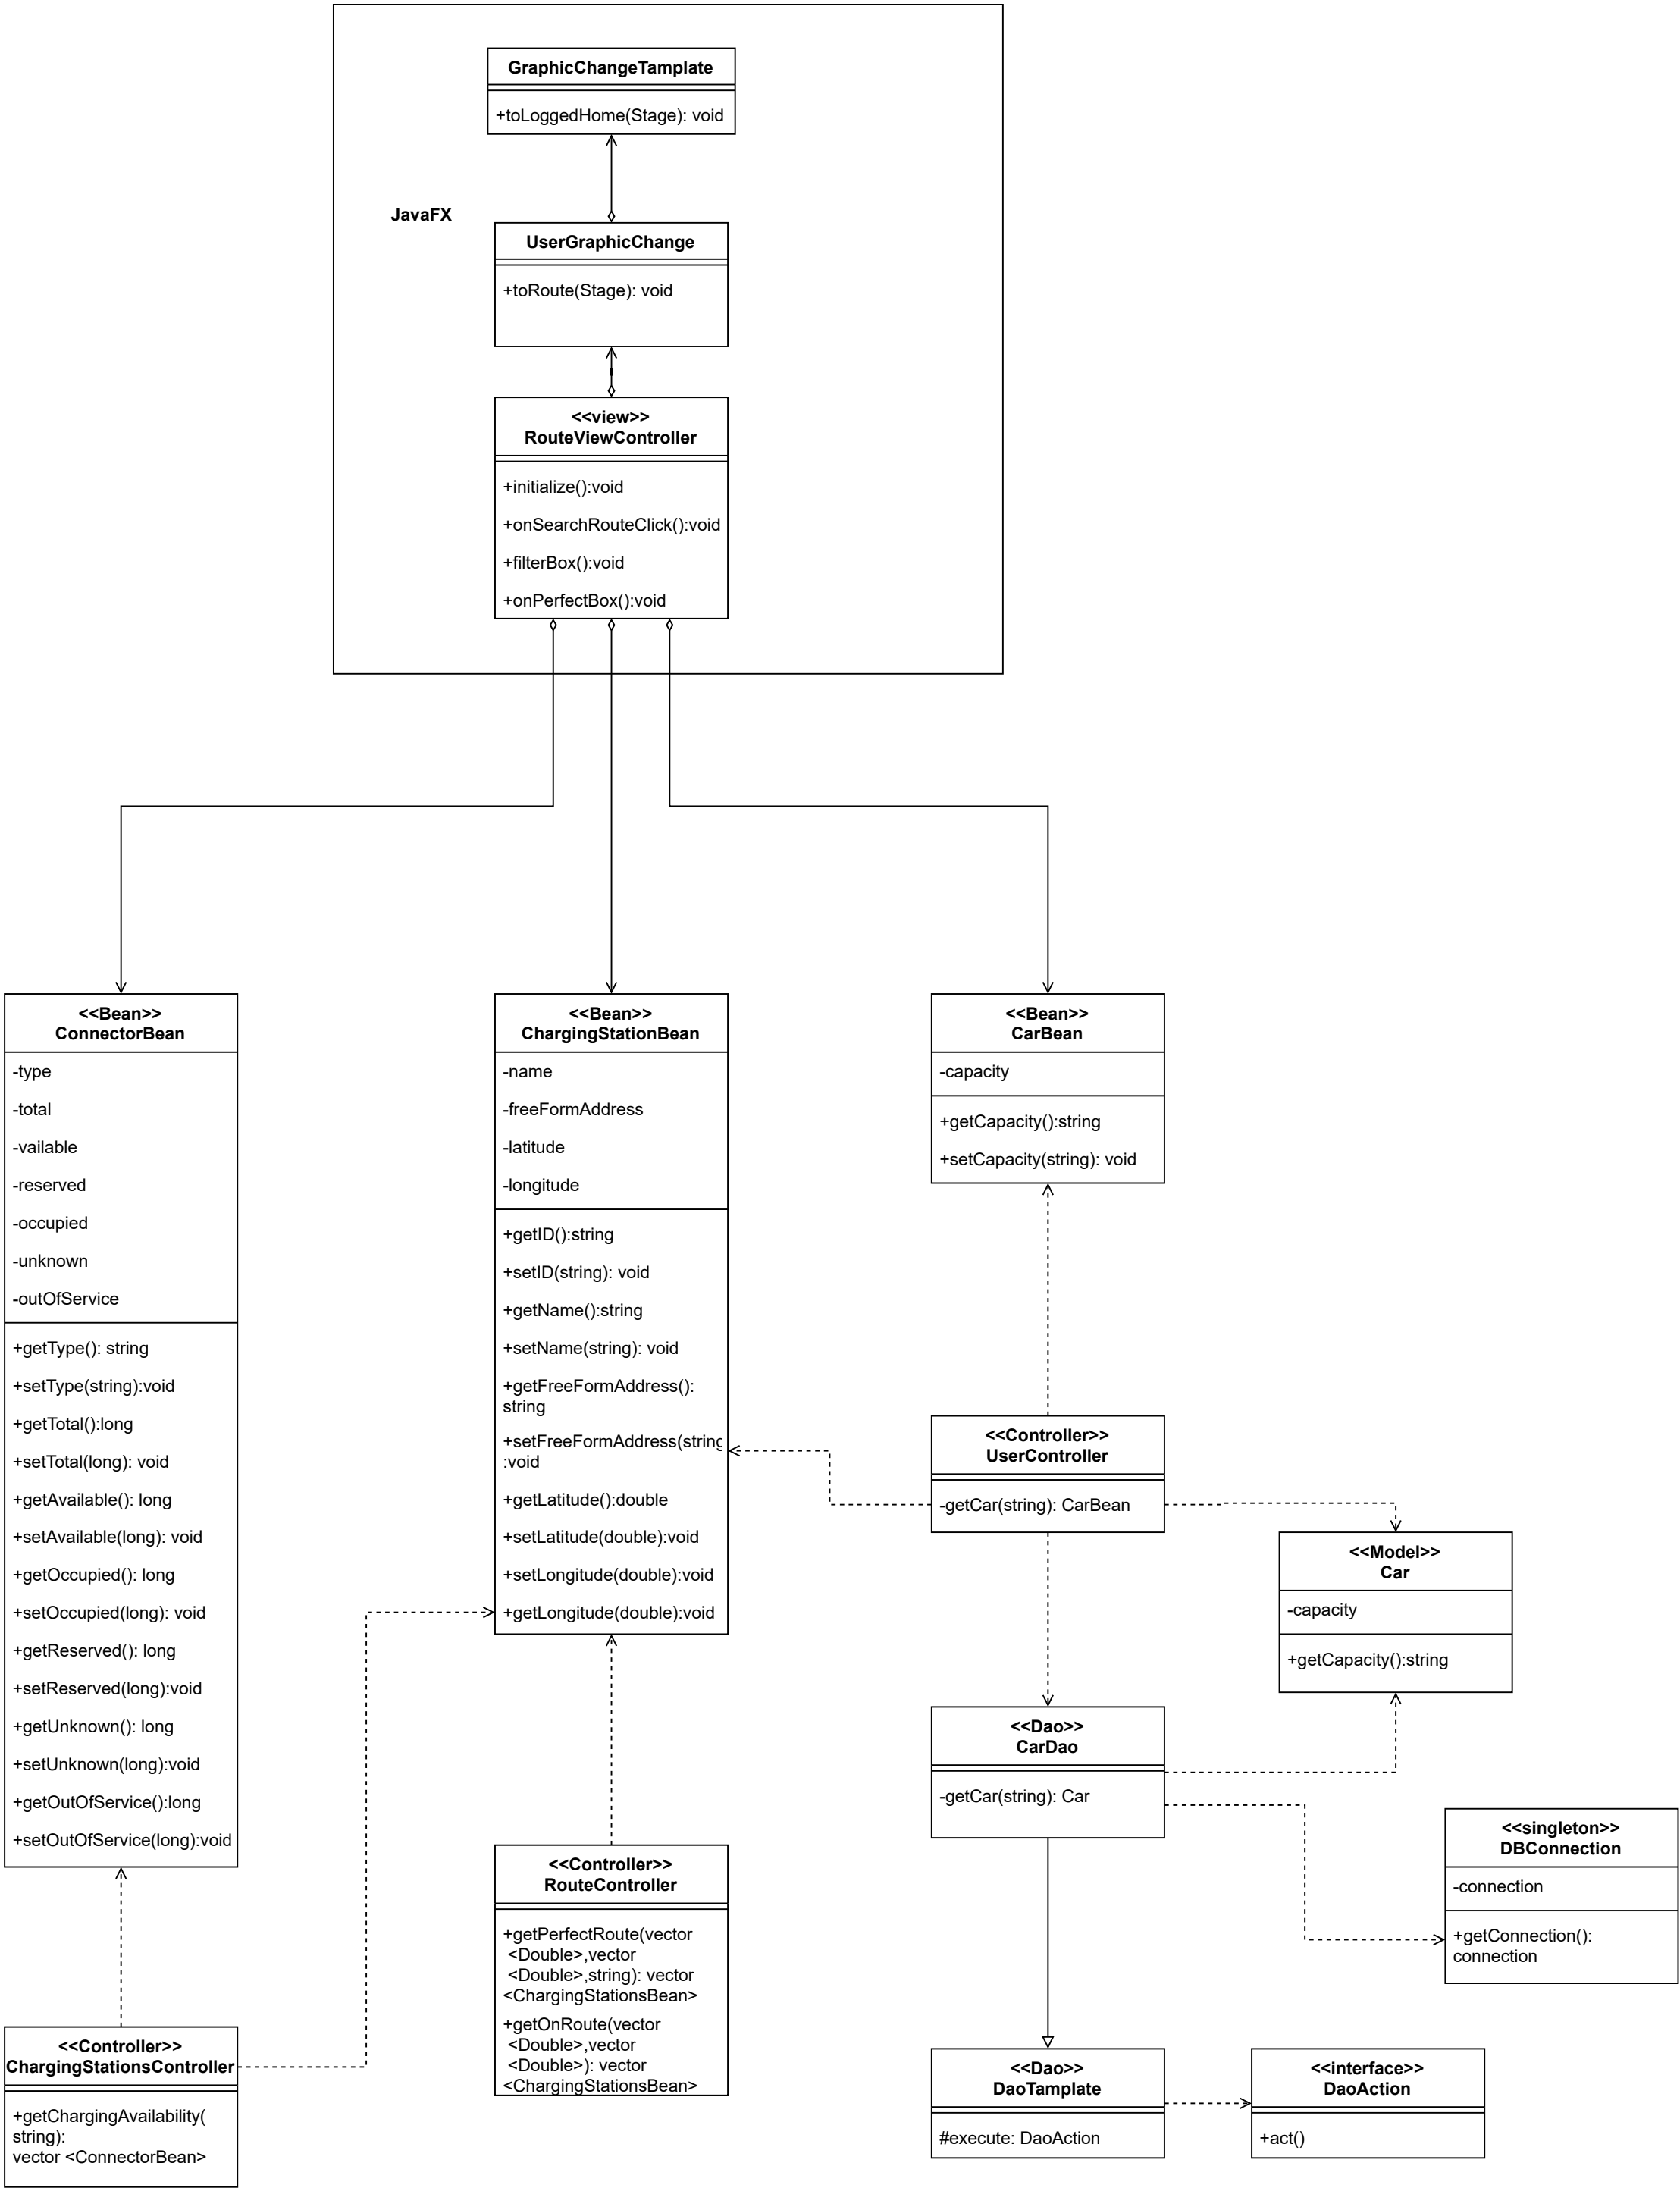 GraphicChangeTamplate
+toLoggedHome(Stage): void
JavaFX
UserGraphicChange
+toRoute(Stage): void
<<view>>
RouteViewController
+initialize():void
+onSearchRouteClick():void
+filterBox():void
+onPerfectBox():void
<<Bean>>
ConnectorBean
-type
-total
-vailable
-reserved
-occupied
-unknown
-outOfService
+getType(): string
+setType(string):void
+getTotal():long
+setTotal(long): void
+getAvailable(): long
+setAvailable(long): void
+getOccupied(): long
+setOccupied(long): void
+getReserved(): long
+setReserved(long):void
+getUnknown(): long
+setUnknown(long):void
+getOutOfService():long
+setOutOfService(long):void
<<Bean>>
ChargingStationBean
-name
-freeFormAddress
-latitude
-longitude
+getID():string
+setID(string): void
+getName():string
+setName(string): void
+getFreeFormAddress():
string
+setFreeFormAddress(string
:void
+getLatitude():double
+setLatitude(double):void
+setLongitude(double):void
+getLongitude(double):void
<<Bean>>
CarBean
-capacity
+getCapacity():string
+setCapacity(string): void
<<Controller>>
UserController
-getCar(string): CarBean
<<Model>>
Car
-capacity
+getCapacity():string
<<Dao>>
CarDao
-getCar(string): Car
<<singleton>>
DBConnection
-connection
+getConnection():
connection
<<Controller>>
RouteController
+getPerfectRoute(vector
<Double>,vector
<Double>,string): vector
<ChargingStationsBean>
+getOnRoute(vector
<Double>,vector
<Double>): vector
<ChargingStationsBean>
<<Controller>>
ChargingStationsController
+getChargingAvailability(
string):
vector <ConnectorBean>
<<Dao>>
DaoTamplate
#execute: DaoAction
<<interface>>
DaoAction
+act()